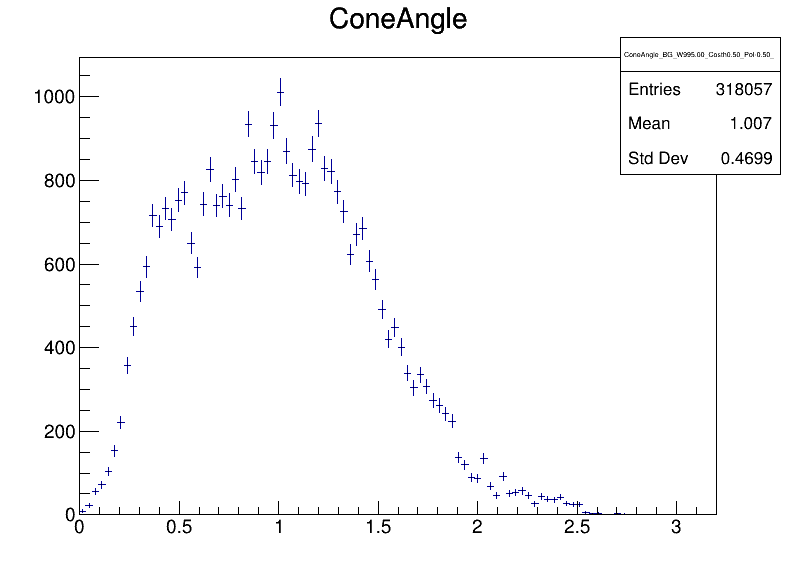 ConeAngle
ConeAngle_BG_W995.00_Costh0.50_Pol-0.50_
Entries 318057
Mean 1.007
Std Dev 0.4699
1000
800
600
400
200
0
0 0.5 1 1.5 2 2.5 3